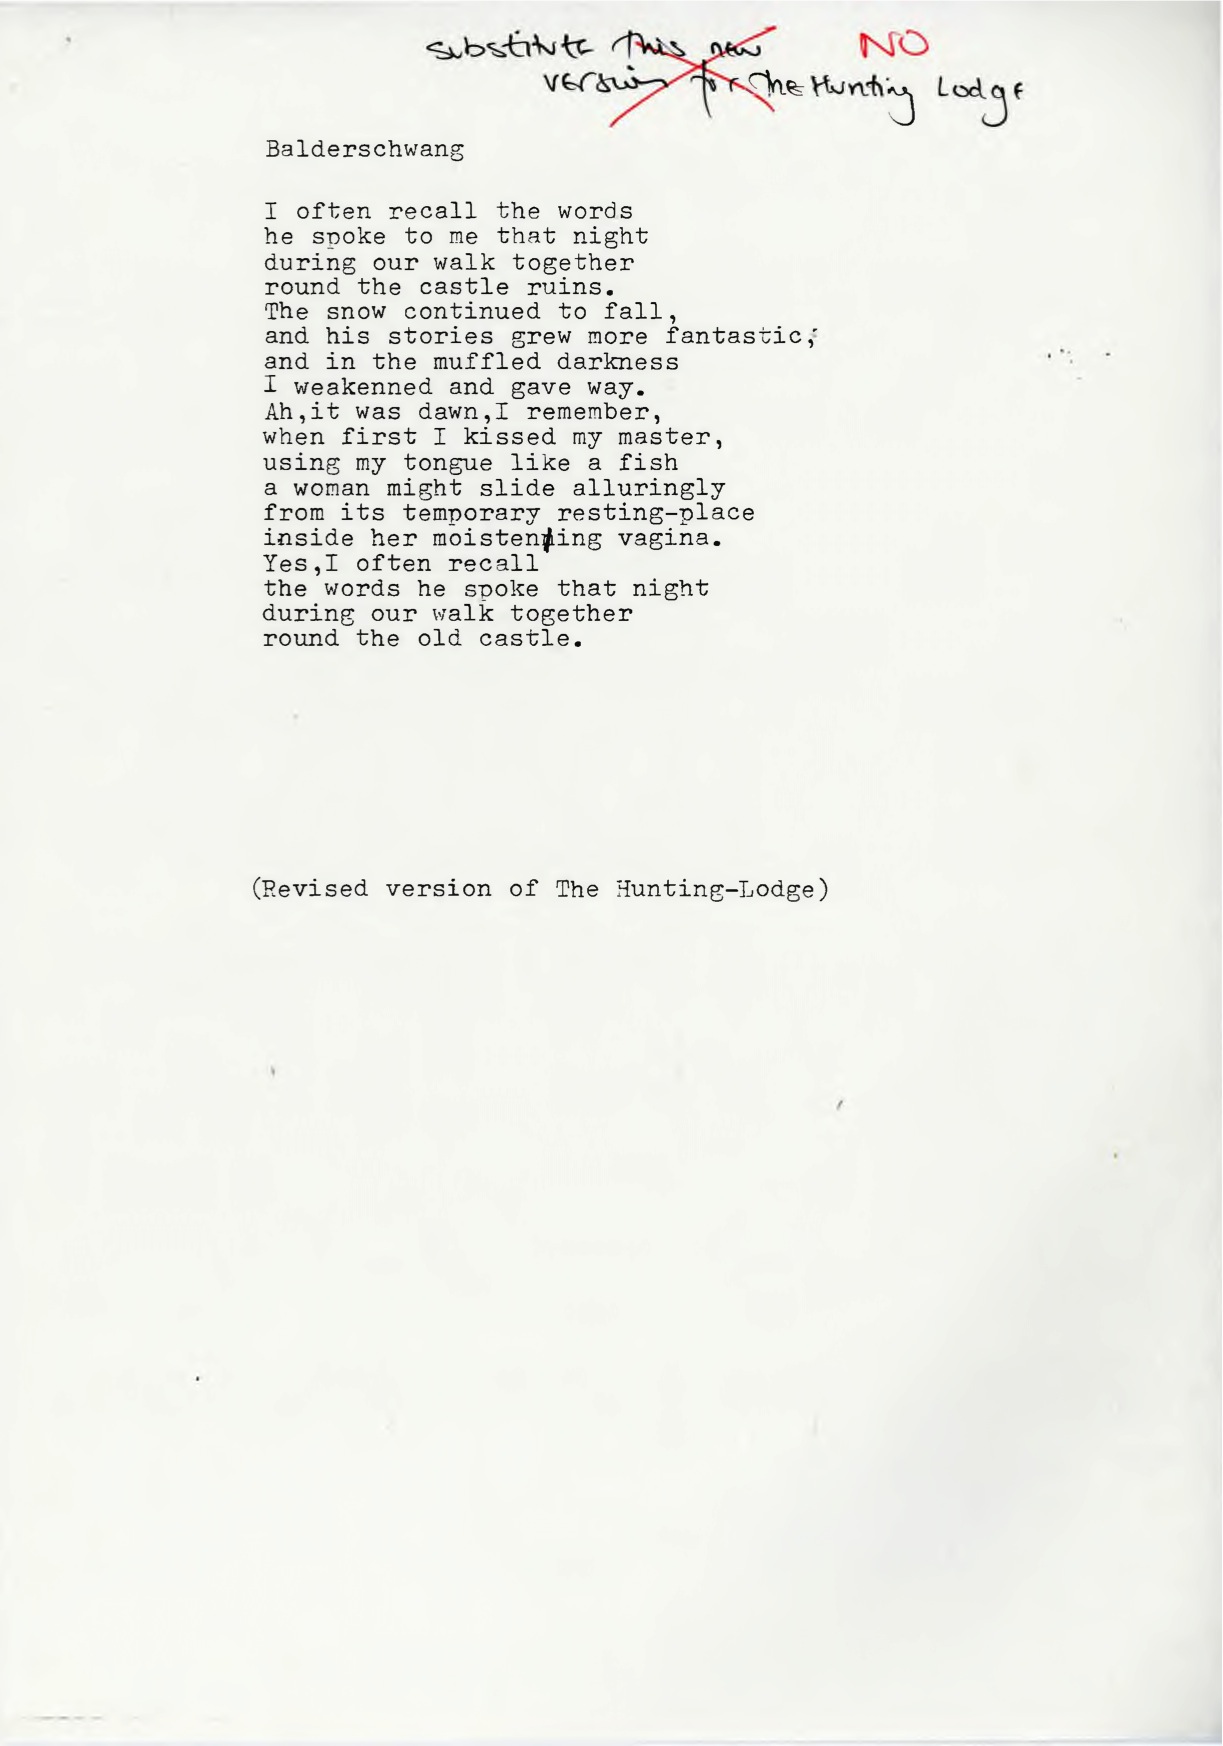 substitute this new NO
version for The Hunting Lodge
Balderschwang
I often recall the words
he spoke to me that night
during our walk together
round the castle ruins.
The snow continued to fall,
and his stories grew more fantastic,
and in the muffled darkness
I weakenned and gave way.
Ah,it was dawn,I remember,
when first I kissed my master,
using my tongue like a fish
a woman might slide alluringly
from its temporary resting-place
inside her moistening vagina.
Yes,I often recall
the words he spoke that night
during our walk together
round the old castle.
(Revised version of The Hunting-Lodge)